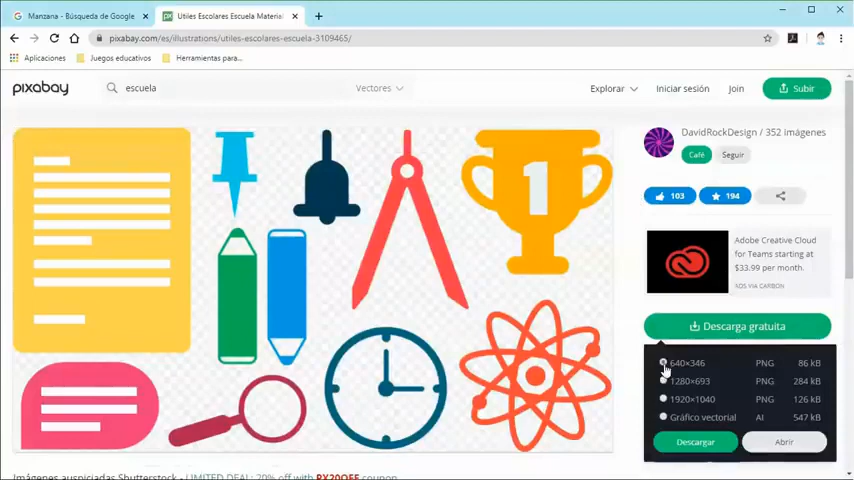 Manzana - Búsqueda de Google
Utiles Escolares Escuela Material
pixabay.com/es/illustrations/utiles-escolares-escuela-3109465/
Aplicaciones
Juegos educativos
Herramientas para...
pixabay
escuela
Vectores
Explorar
Iniciar sesión
Join
Subir
DavidRockDesign / 352 imágenes
Café
Seguir
103
194
1
Adobe Creative Cloud
for Teams starting at
$33.99 per month.
ADS VIA CARBON
Descarga gratuita
640×346 PNG 86 kB
1280×693 PNG 284 kB
1920×1040 PNG 126 kB
Gráfico vectorial AI 547 kB
Descargar
Abrir
Imágenes auspiciadas Shutterstock - LIMITED DEAL: 20% off with PX20OFF coupon